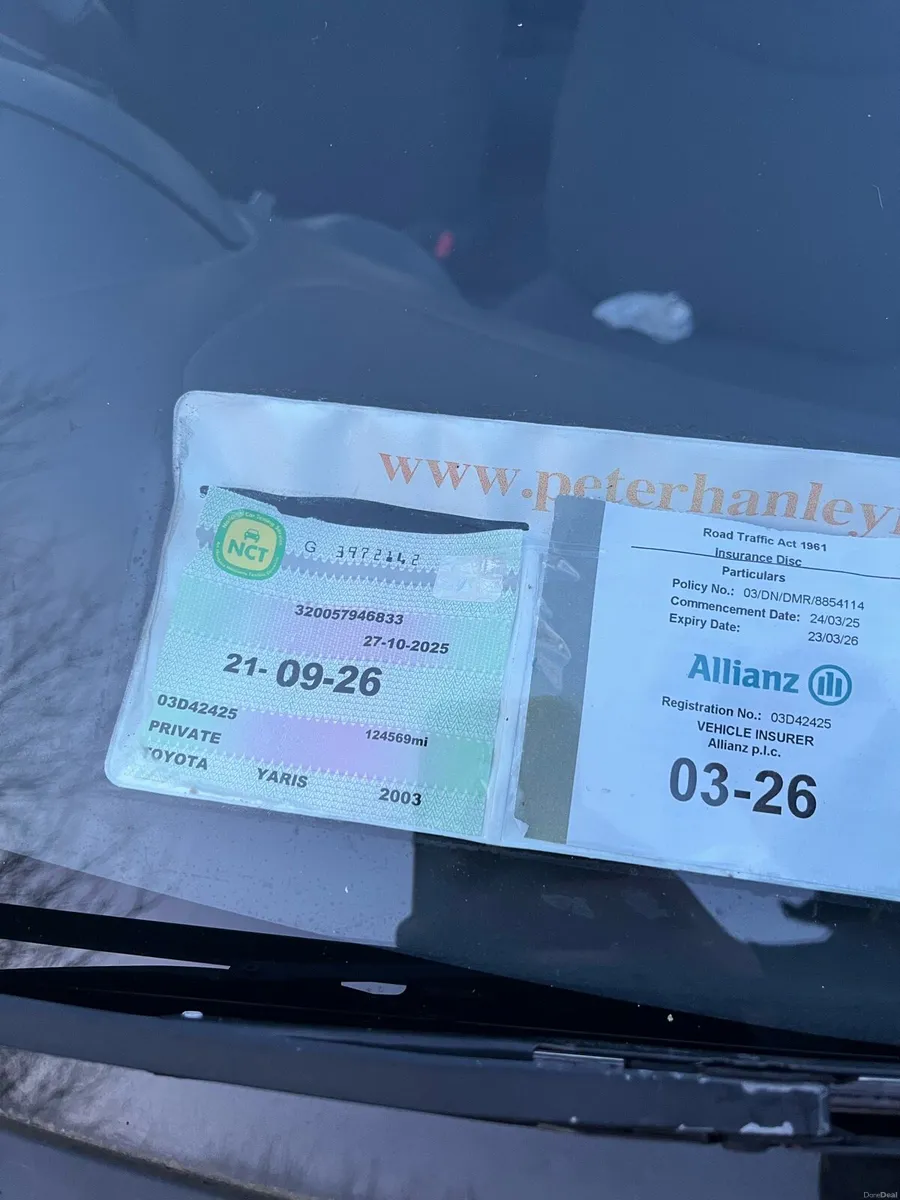 www.peterhanley
NCT
G 3972142
320057946833
27-10-2025
21-09-26
03D42425
PRIVATE
124569mi
TOYOTA YARIS 2003
Road Traffic Act 1961
Insurance Disc
Particulars
Policy No.: 03/DN/DMR/8854114
Commencement Date: 24/03/25
Expiry Date: 23/03/26
Allianz
Registration No.: 03D42425
VEHICLE INSURER
Allianz p.l.c.
03-26
DoneDeal